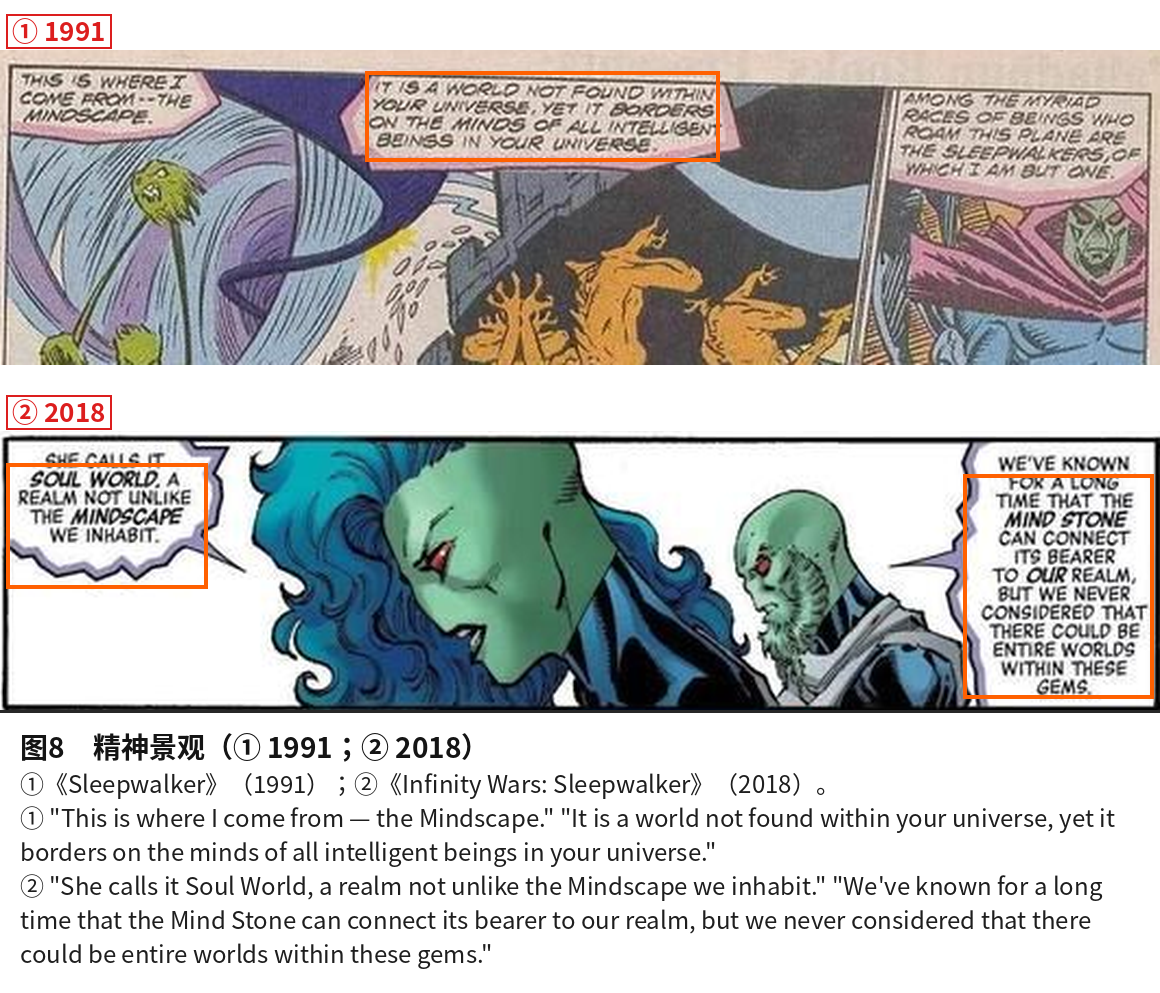 ① 1991
THIS IS WHERE I
COME FROM--THE
MINDSCAPE.
IT IS A WORLD NOT FOUND WITHIN
YOUR UNIVERSE, YET IT BORDERS
ON THE MINDS OF ALL INTELLIGENT
BEINGS IN YOUR UNIVERSE.
AMONG THE MYRIAD
RACES OF BEINGS WHO
ROAM THIS PLANE ARE
THE SLEEPWALKERS, OF
WHICH I AM BUT ONE.
② 2018
SHE CALLS IT
SOUL WORLD, A
REALM NOT UNLIKE
THE MINDSCAPE
WE INHABIT.
WE'VE KNOWN
FOR A LONG
TIME THAT THE
MIND STONE
CAN CONNECT
ITS BEARER
TO OUR REALM,
BUT WE NEVER
CONSIDERED THAT
THERE COULD BE
ENTIRE WORLDS
WITHIN THESE
GEMS.
图8 精神景观（① 1991；② 2018）
①《Sleepwalker》（1991）；②《Infinity Wars: Sleepwalker》（2018）。
① "This is where I come from — the Mindscape." "It is a world not found within your universe, yet it
borders on the minds of all intelligent beings in your universe."
② "She calls it Soul World, a realm not unlike the Mindscape we inhabit." "We've known for a long
time that the Mind Stone can connect its bearer to our realm, but we never considered that there
could be entire worlds within these gems."